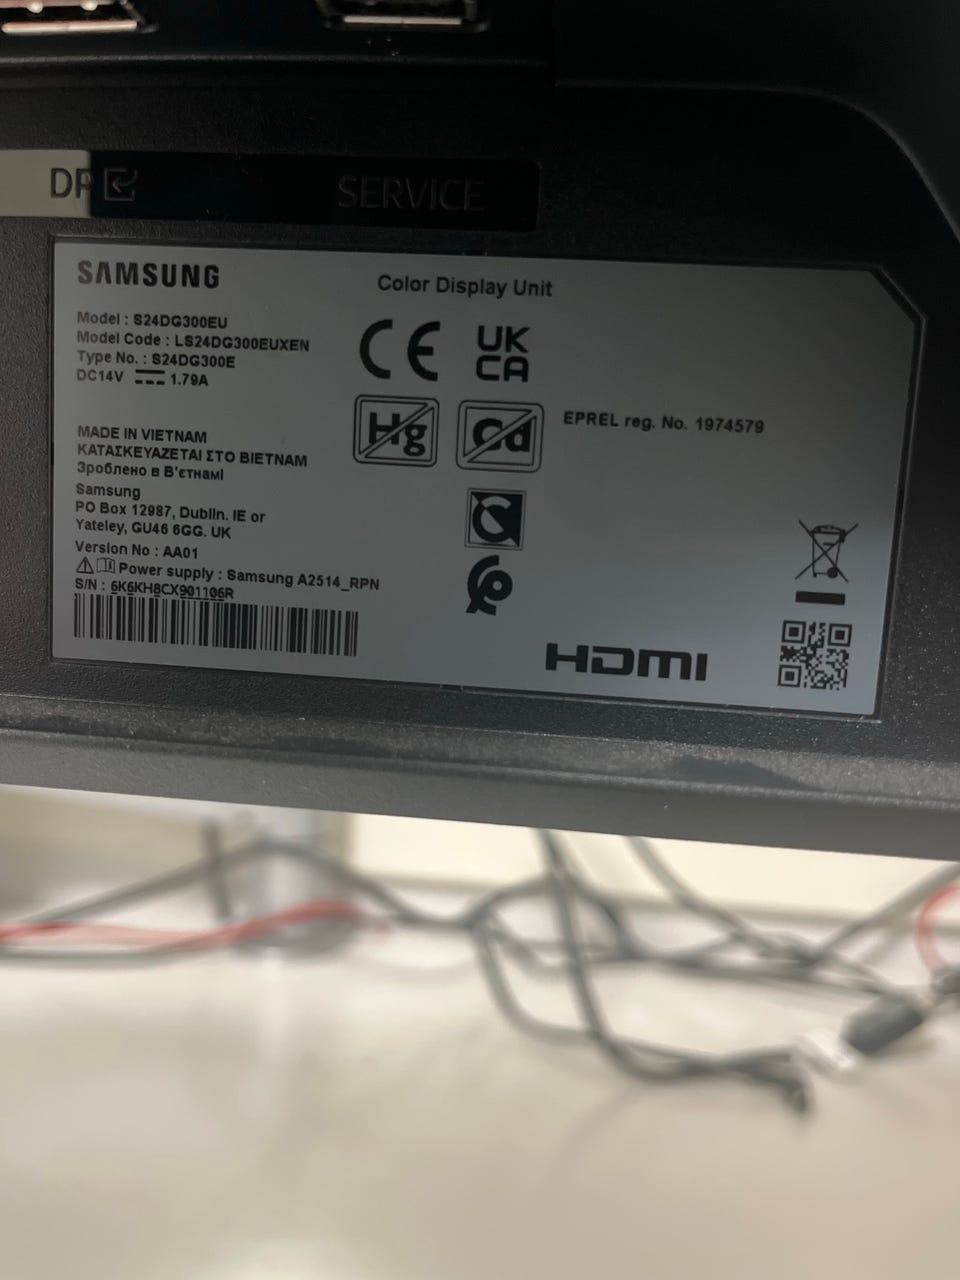 DP
SERVICE
SAMSUNG
Color Display Unit
Model : S24DG300EU
Model Code : LS24DG300EUXEN
Type No. : S24DG300E
DC14V ⎓ 1.79A
CE
UK
CA
Hg
Cd
EPREL reg. No. 1974579
MADE IN VIETNAM
ΚΑΤΑΣΚΕΥΑΖΕΤΑΙ ΣΤΟ ΒΙΕΤΝΑΜ
Зроблено в В'єтнамі
Samsung
PO Box 12987, Dublin. IE or
Yateley, GU46 6GG. UK
Version No : AA01
Power supply : Samsung A2514_RPN
S/N : 6K6KH8CX901106R
HDMI